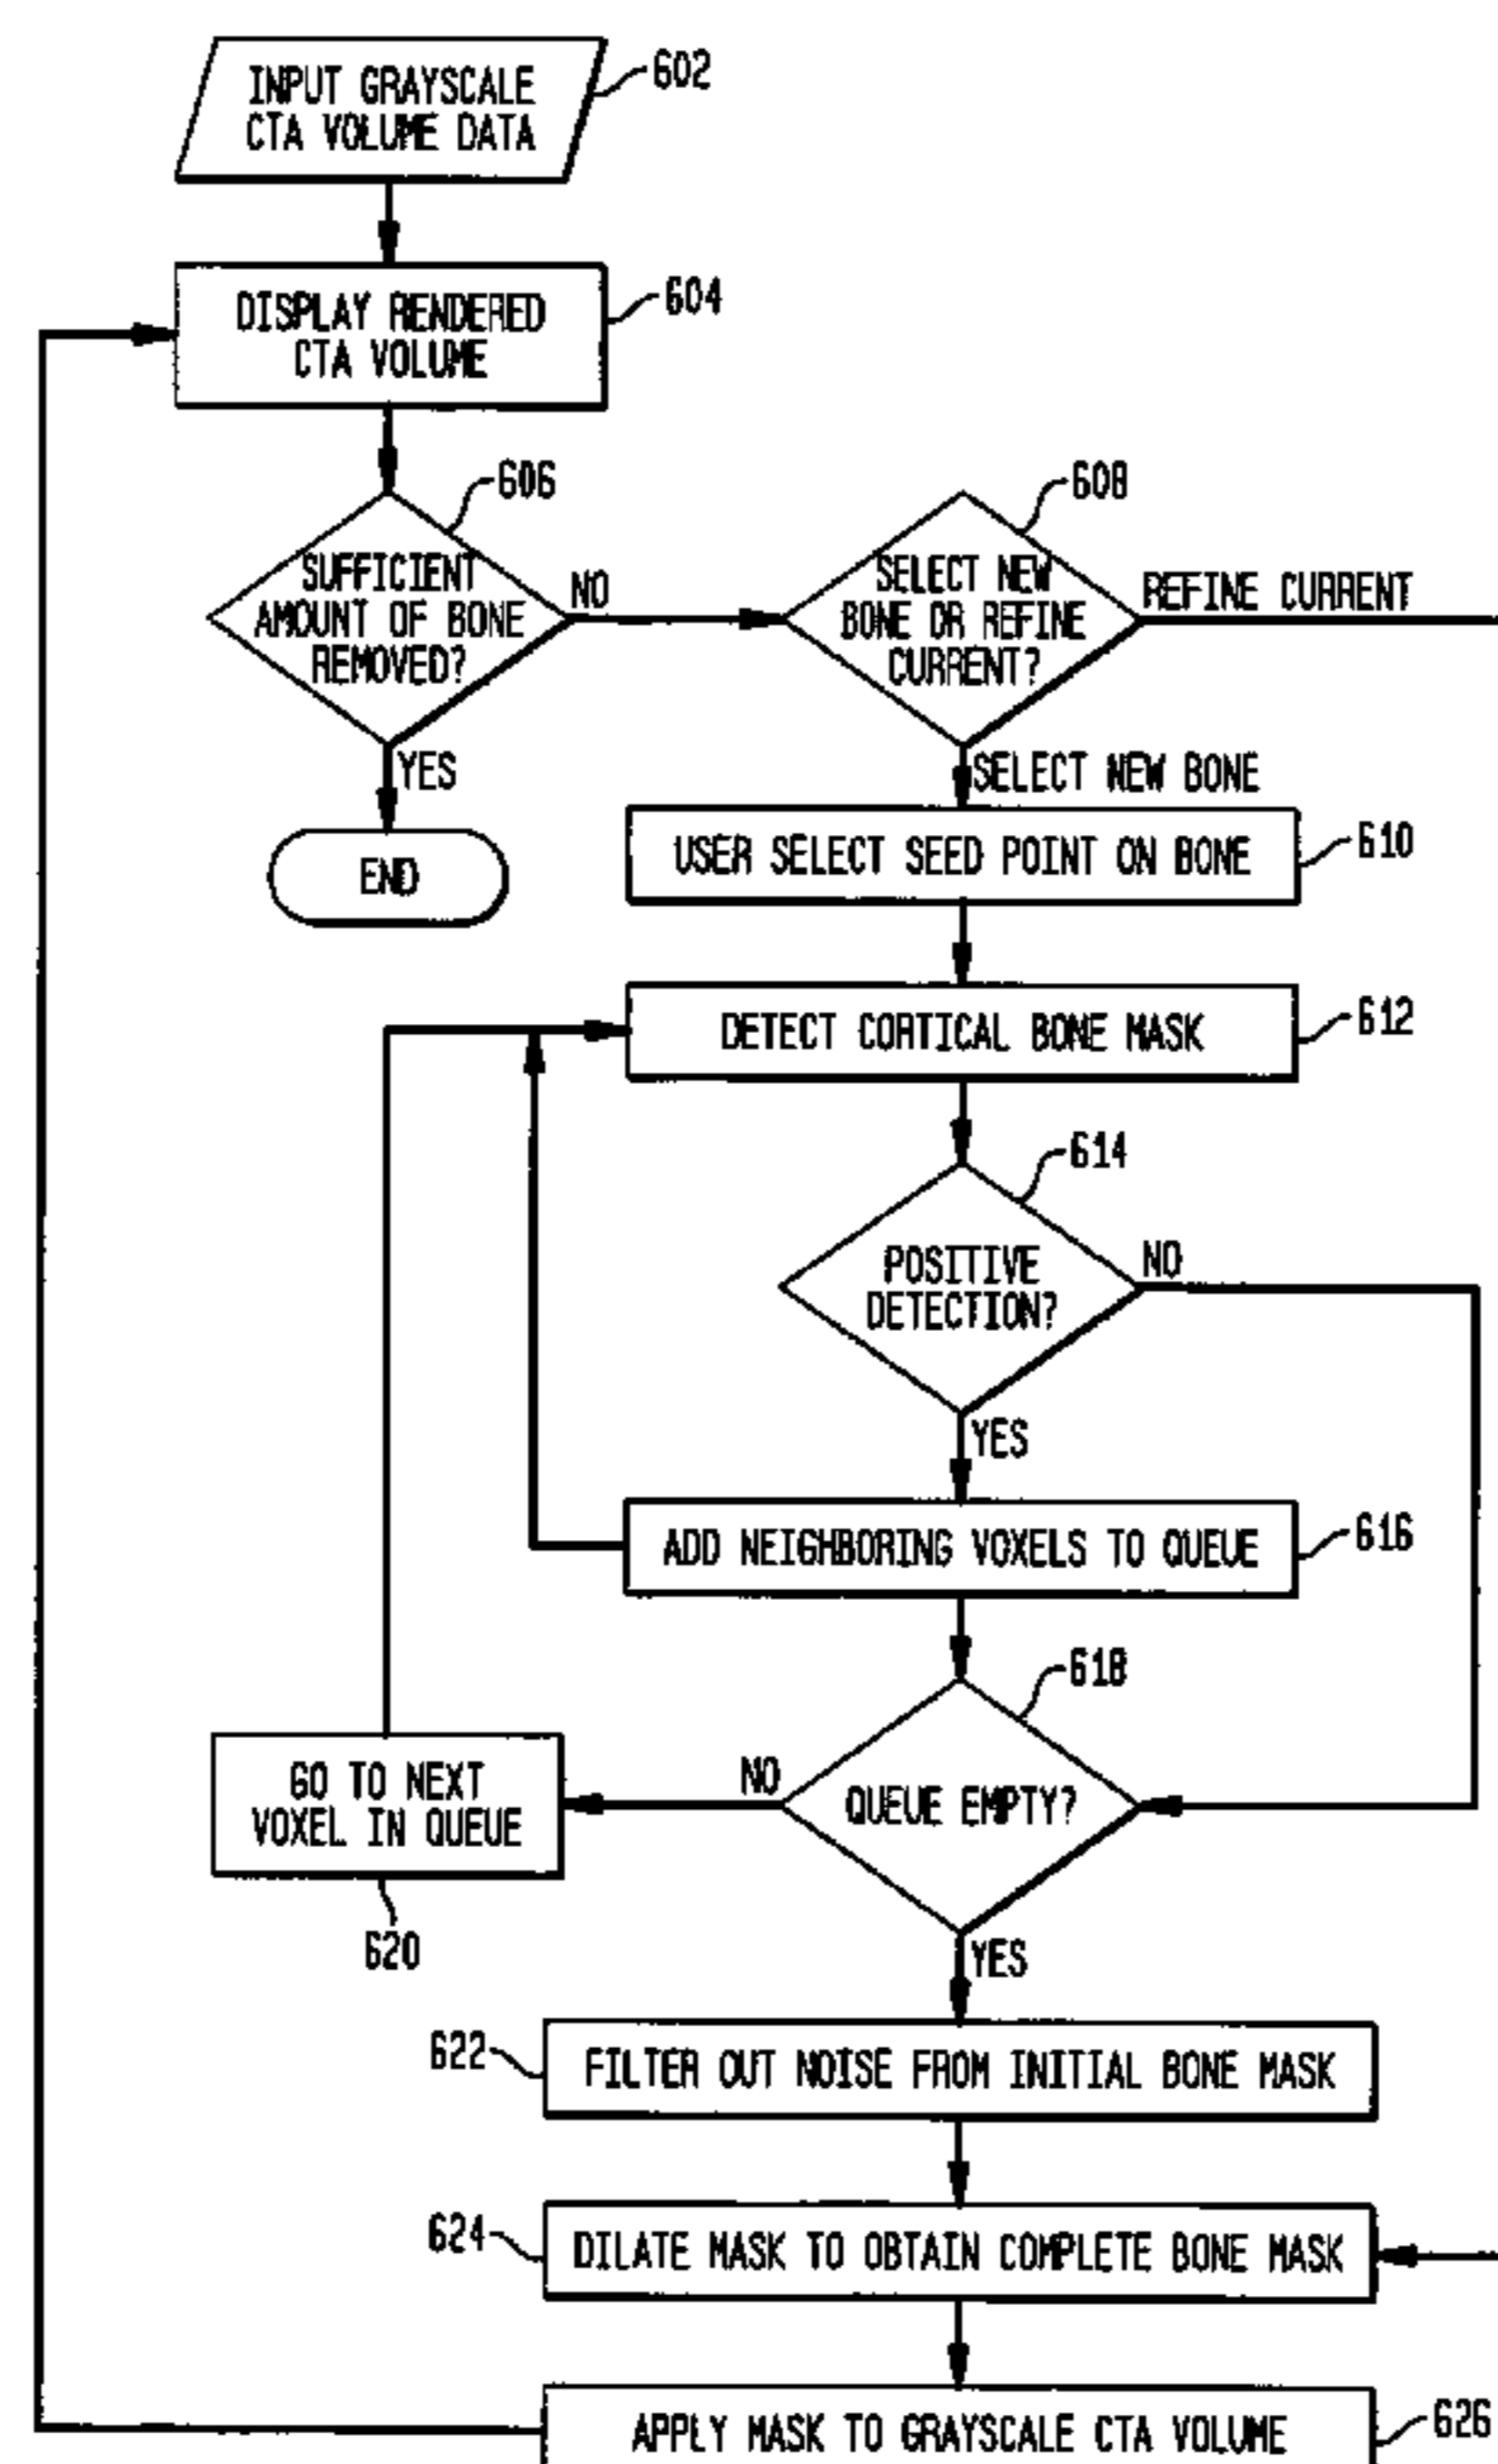 INPUT GRAYSCALE
CTA VOLUME DATA
602
DISPLAY RENDERED
CTA VOLUME
604
606
SUFFICIENT
AMOUNT OF BONE
REMOVED?
NO
YES
END
608
SELECT NEW
BONE OR REFINE
CURRENT?
REFINE CURRENT
SELECT NEW BONE
USER SELECT SEED POINT ON BONE
610
DETECT CORTICAL BONE MASK
612
614
POSITIVE
DETECTION?
NO
YES
ADD NEIGHBORING VOXELS TO QUEUE
616
618
QUEUE EMPTY?
NO
GO TO NEXT
VOXEL IN QUEUE
620
YES
622
FILTER OUT NOISE FROM INITIAL BONE MASK
624
DILATE MASK TO OBTAIN COMPLETE BONE MASK
APPLY MASK TO GRAYSCALE CTA VOLUME
626